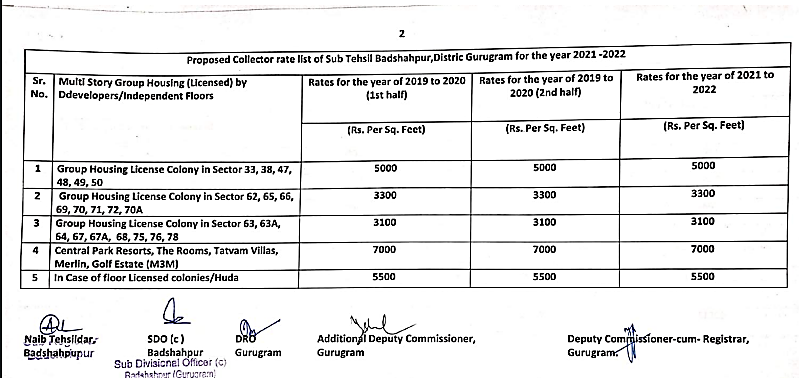 2
Proposed Collector rate list of Sub Tehsil Badshahpur,Distric Gurugram for the year 2021 -2022
Sr. No. Multi Story Group Housing (Licensed) by Ddevelopers/Independent Floors Rates for the year of 2019 to 2020 (1st half) Rates for the year of 2019 to 2020 (2nd half) Rates for the year of 2021 to 2022
(Rs. Per Sq. Feet) (Rs. Per Sq. Feet) (Rs. Per Sq. Feet)
1 Group Housing License Colony in Sector 33, 38, 47, 5000 5000 5000
48, 49, 50
2 Group Housing License Colony in Sector 62, 65, 66, 3300 3300 3300
69, 70, 71, 72, 70A
3 Group Housing License Colony in Sector 63, 63A, 3100 3100 3100
64, 67, 67A, 68, 75, 76, 78
4 Central Park Resorts, The Rooms, Tatvam Villas, 7000 7000 7000
Merlin, Golf Estate (M3M)
5 In Case of floor Licensed colonies/Huda 5500 5500 5500
Naib Tehsildar, SDO (c) DRO Additional Deputy Commissioner, Deputy Commissioner-cum- Registrar,
Badshahpupur Badshahpur Gurugram Gurugram Gurugram
Sub Divisional Officer (c)
Badshahpur (Gurugram)